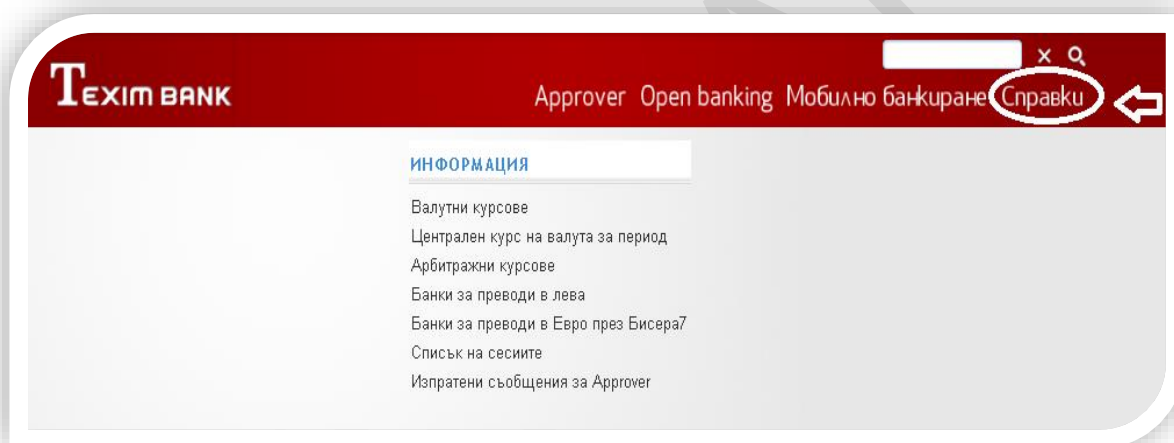 TEXIM BANK
Approver Open banking Мобилно банкиране Справки
ИНФОРМАЦИЯ
Валутни курсове
Централен курс на валута за период
Арбитражни курсове
Банки за преводи в лева
Банки за преводи в Евро през Бисера7
Списък на сесиите
Изпратени съобщения за Approver